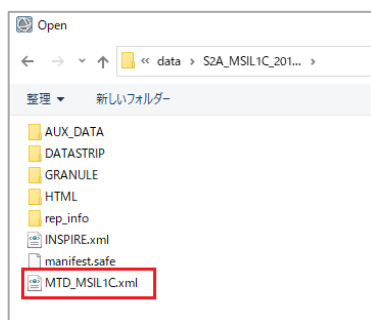 Open
« data › S2A_MSIL1C_201... ›
整理 新しいフォルダー
AUX_DATA
DATASTRIP
GRANULE
HTML
rep_info
INSPIRE.xml
manifest.safe
MTD_MSIL1C.xml